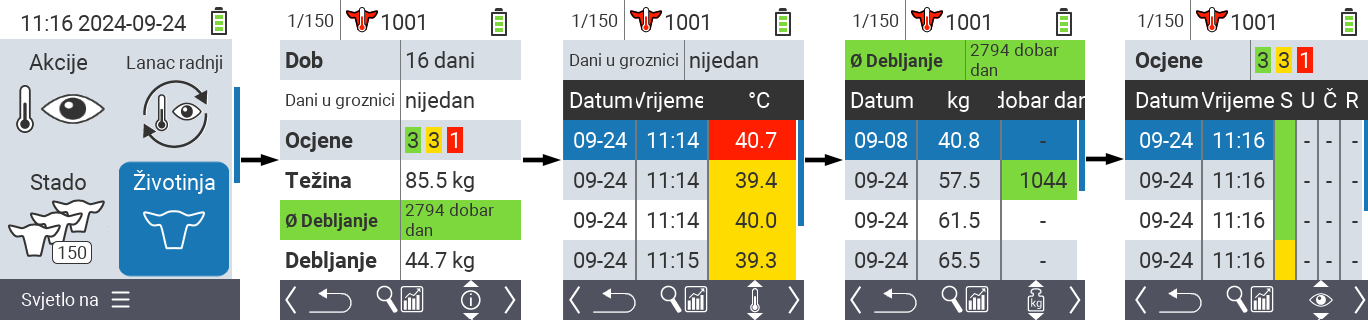 11:16 2024-09-24
Akcije
Lanac radnji
Stado
Životinja
150
Svjetlo na
1/150 1001
Dob 16 dani
Dani u groznici nijedan
Ocjene 3 3 1
Težina 85.5 kg
Ø Debljanje 2794 dobar
dan
Debljanje 44.7 kg
1/150 1001
Dani u groznici nijedan
Datum Vrijeme °C
09-24 11:14 40.7
09-24 11:14 39.4
09-24 11:14 40.0
09-24 11:15 39.3
1/150 1001
Ø Debljanje 2794 dobar
dan
Datum kg dobar dan
09-08 40.8 -
09-24 57.5 1044
09-24 61.5 -
09-24 65.5 -
kg
1/150 1001
Ocjene 3 3 1
Datum Vrijeme S U Č R
09-24 11:16 - - -
09-24 11:16 - - -
09-24 11:16 - - -
09-24 11:16 - - -